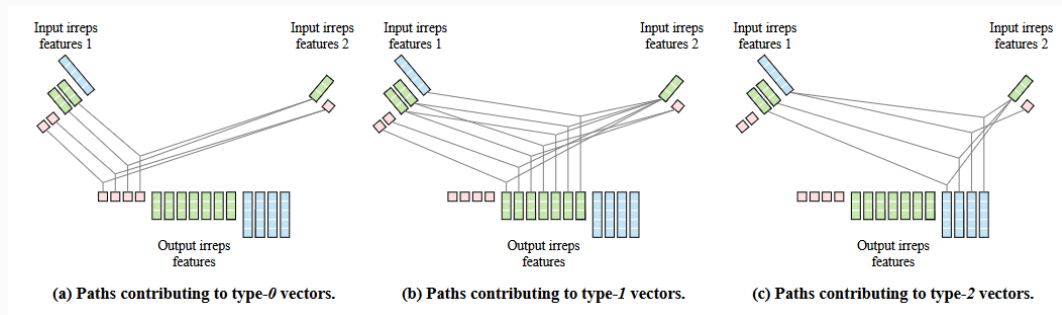 Input irreps
features 1
Input irreps
features 2
Output irreps
features
(a) Paths contributing to type-0 vectors.
Input irreps
features 1
Input irreps
features 2
Output irreps
features
(b) Paths contributing to type-1 vectors.
Input irreps
features 1
Input irreps
features 2
Output irreps
features
(c) Paths contributing to type-2 vectors.